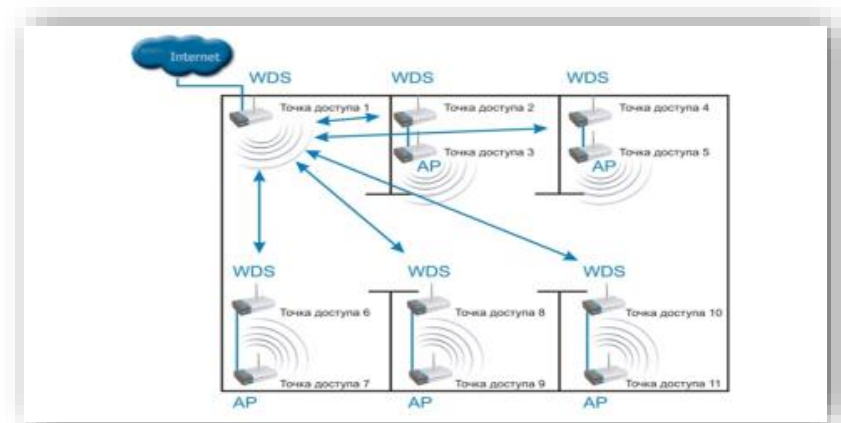 Internet
WDS WDS WDS
Точка доступа 1 Точка доступа 2 Точка доступа 4
Точка доступа 3 Точка доступа 5
AP AP
WDS WDS WDS
Точка доступа 6 Точка доступа 8 Точка доступа 10
Точка доступа 7 Точка доступа 9 Точка доступа 11
AP AP AP